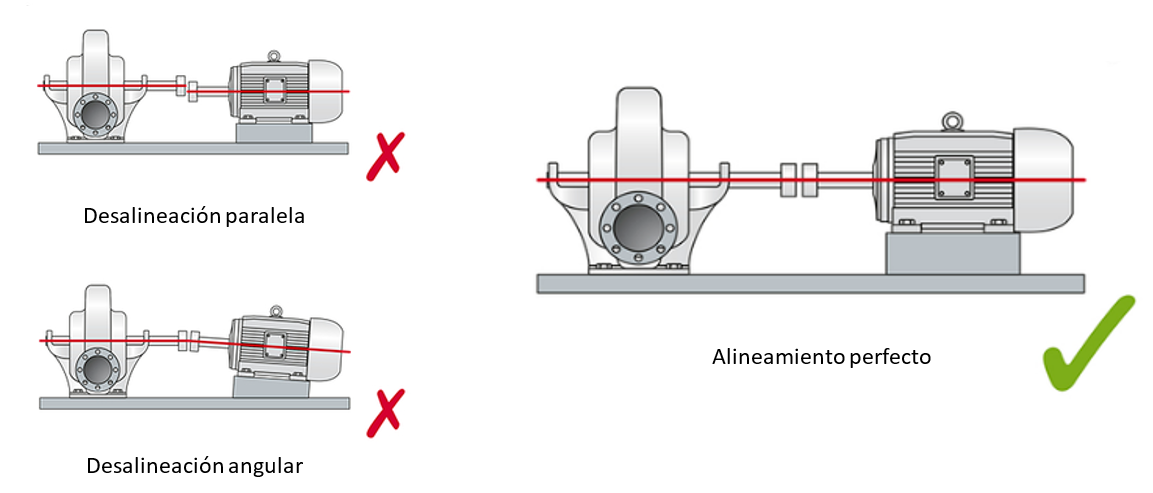 Desalineación paralela
Desalineación angular
Alineamiento perfecto